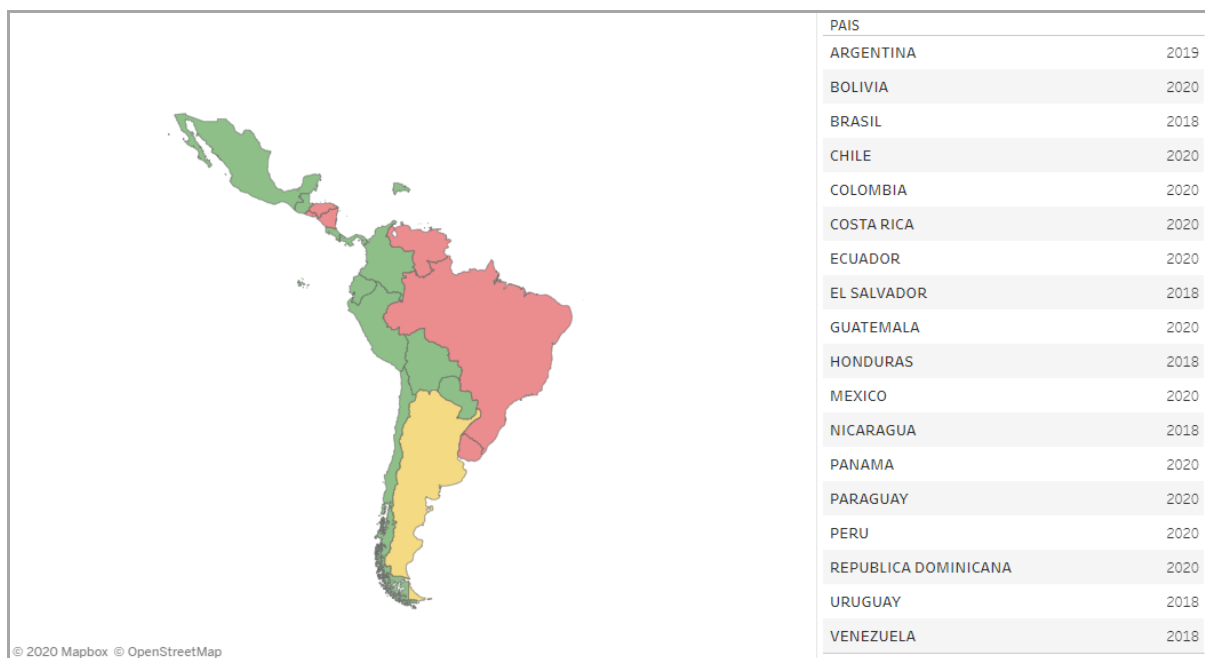 PAIS
ARGENTINA 2019
BOLIVIA 2020
BRASIL 2018
CHILE 2020
COLOMBIA 2020
COSTA RICA 2020
ECUADOR 2020
EL SALVADOR 2018
GUATEMALA 2020
HONDURAS 2018
MEXICO 2020
NICARAGUA 2018
PANAMA 2020
PARAGUAY 2020
PERU 2020
REPUBLICA DOMINICANA 2020
URUGUAY 2018
VENEZUELA 2018
© 2020 Mapbox © OpenStreetMap